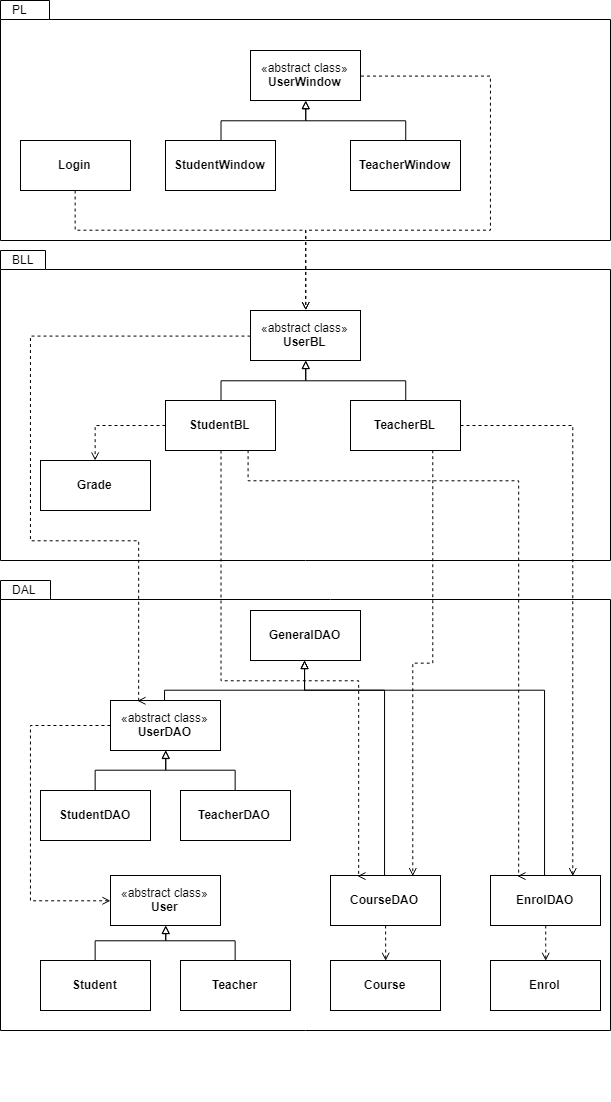 PL
«abstract class»
UserWindow
Login
StudentWindow
TeacherWindow
BLL
«abstract class»
UserBL
StudentBL
TeacherBL
Grade
DAL
GeneralDAO
«abstract class»
UserDAO
StudentDAO
TeacherDAO
«abstract class»
User
CourseDAO
EnrolDAO
Student
Teacher
Course
Enrol